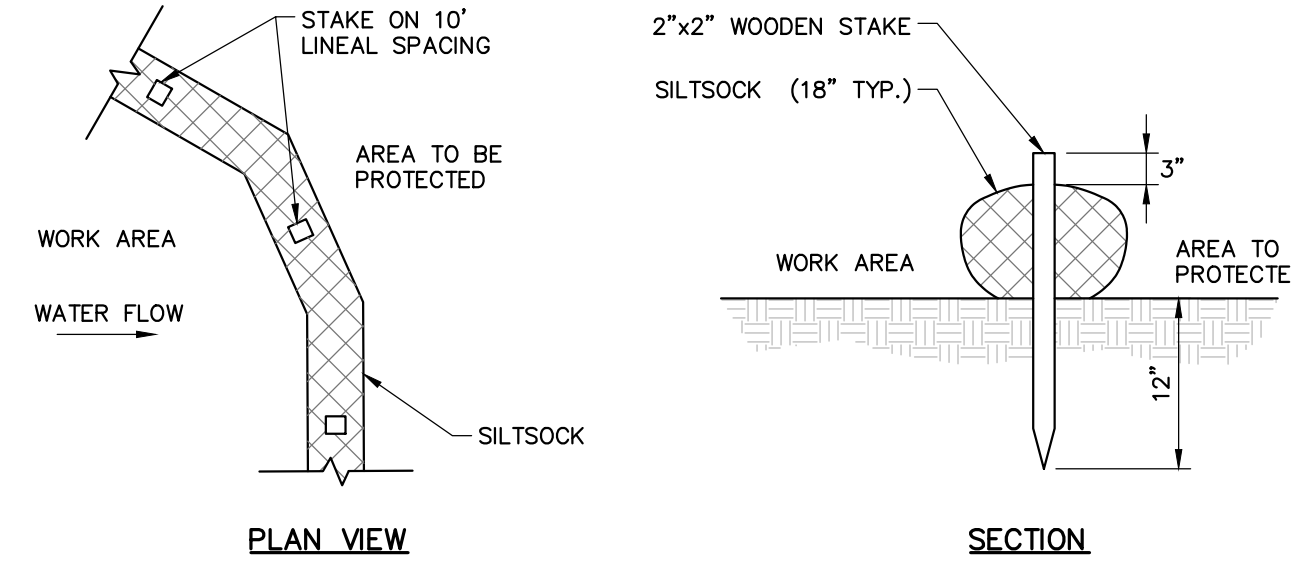 STAKE ON 10'
LINEAL SPACING
AREA TO BE
PROTECTED
WORK AREA
WATER FLOW
SILTSOCK
PLAN VIEW
2"x2" WOODEN STAKE
SILTSOCK (18" TYP.)
3"
WORK AREA
AREA TO
PROTECTE
12"
SECTION